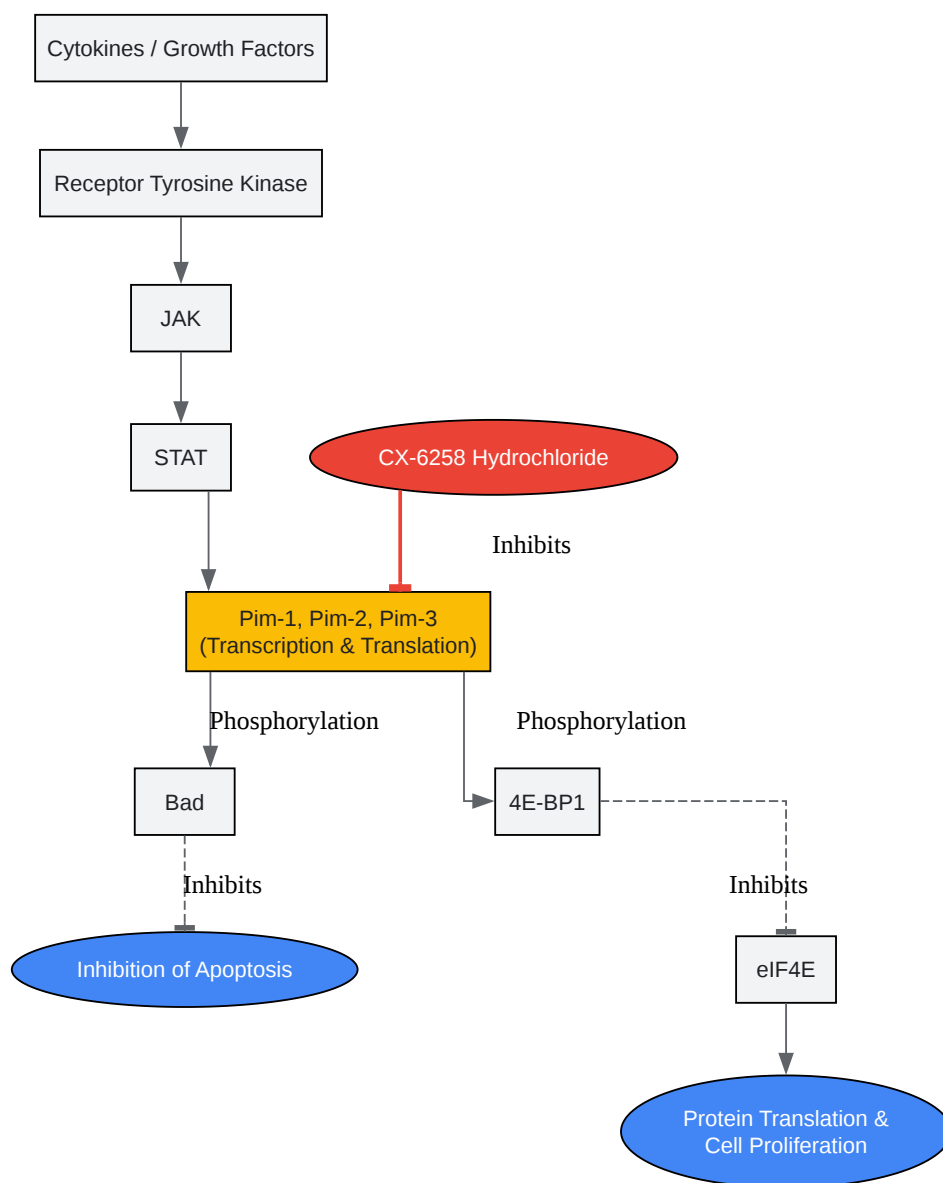 Cytokines / Growth Factors
Receptor Tyrosine Kinase
JAK
STAT
CX-6258 Hydrochloride
Inhibits
Pim-1, Pim-2, Pim-3
(Transcription & Translation)
Phosphorylation
Phosphorylation
Bad
4E-BP1
Inhibits
Inhibits
Inhibition of Apoptosis
eIF4E
Protein Translation &
Cell Proliferation